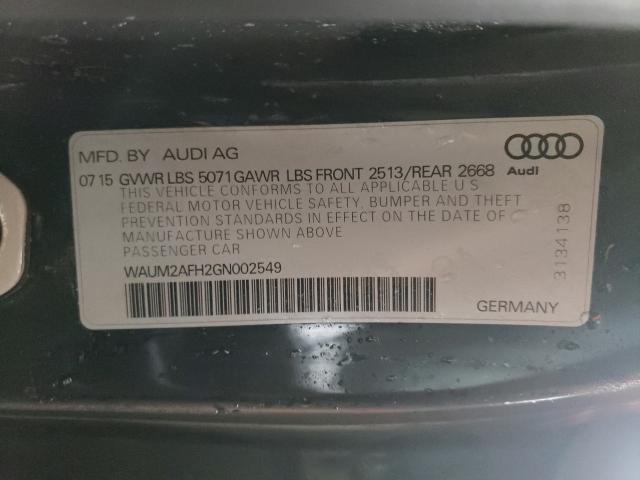 MFD. BY AUDI AG
07 15 GVWR LBS 5071 GAWR LBS FRONT 2513/REAR 2668
Audi
THIS VEHICLE CONFORMS TO ALL APPLICABLE U S
FEDERAL MOTOR VEHICLE SAFETY, BUMPER AND THEFT
PREVENTION STANDARDS IN EFFECT ON THE DATE OF
MANUFACTURE SHOWN ABOVE
PASSENGER CAR
WAUM2AFH2GN002549
GERMANY
3134138